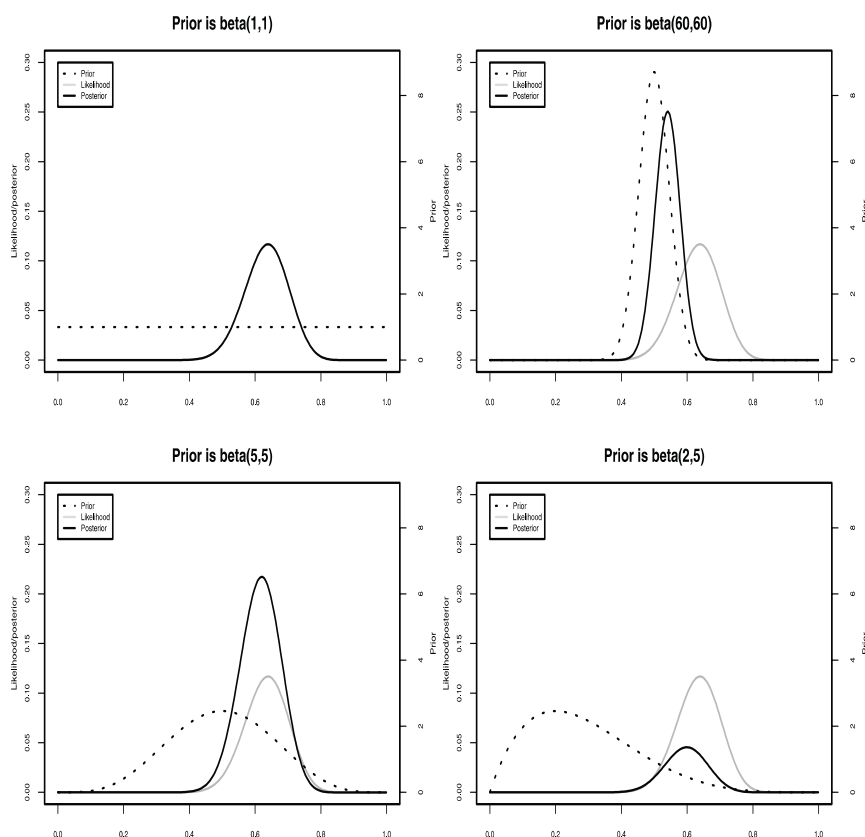 Prior is beta(1,1)
Prior
Likelihood
Posterior
Likelihood/posterior
0.00 0.05 0.10 0.15 0.20 0.25 0.30
Prior
0 2 4 6 8
0.0 0.2 0.4 0.6 0.8 1.0
Prior is beta(60,60)
Prior
Likelihood
Posterior
Likelihood/posterior
0.00 0.05 0.10 0.15 0.20 0.25 0.30
Prior
0 2 4 6 8
0.0 0.2 0.4 0.6 0.8 1.0
Prior is beta(5,5)
Prior
Likelihood
Posterior
Likelihood/posterior
0.00 0.05 0.10 0.15 0.20 0.25 0.30
Prior
0 2 4 6 8
0.0 0.2 0.4 0.6 0.8 1.0
Prior is beta(2,5)
Prior
Likelihood
Posterior
Likelihood/posterior
0.00 0.05 0.10 0.15 0.20 0.25 0.30
Prior
0 2 4 6 8
0.0 0.2 0.4 0.6 0.8 1.0